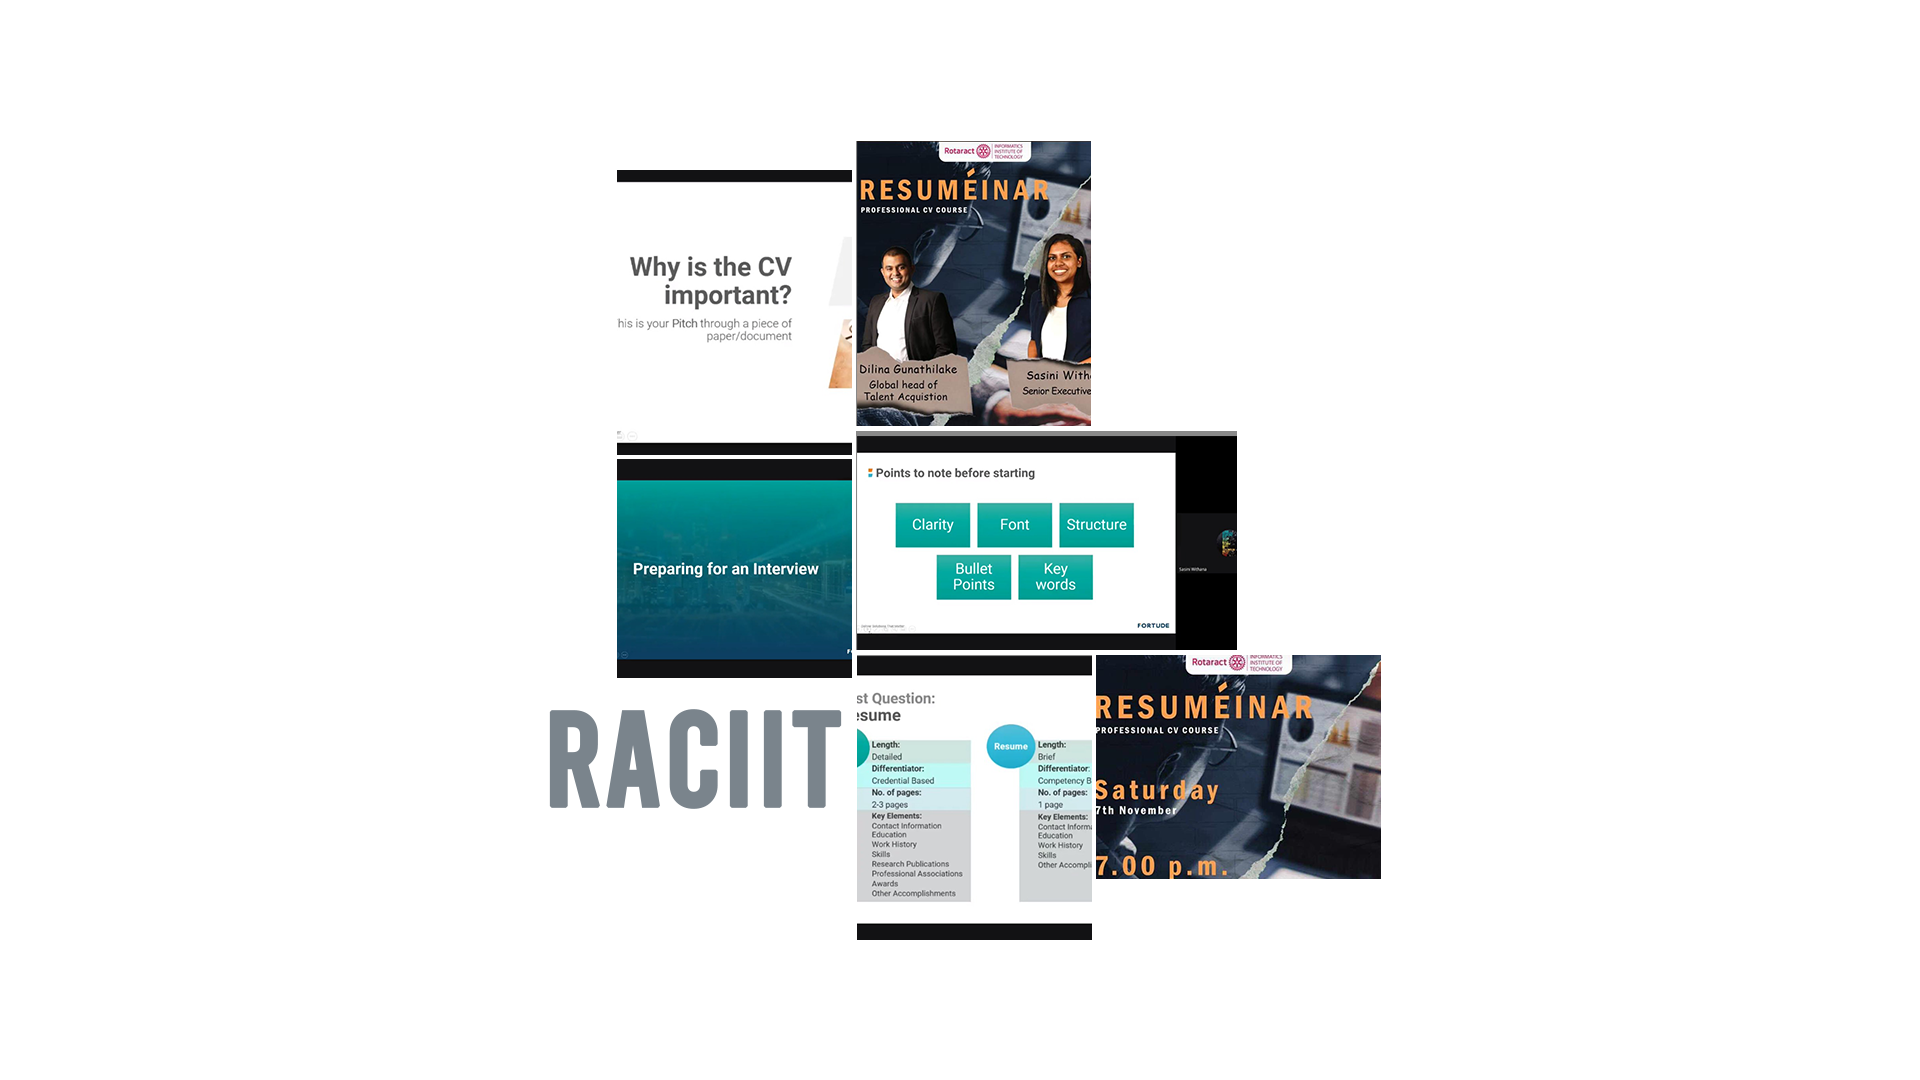 Why is the CV
important?
his is your Pitch through a piece of
paper/document
Rotaract
INFORMATICS
INSTITUTE OF
TECHNOLOGY
RESUMÉINAR
PROFESSIONAL CV COURSE
Dilina Gunathilake
Global head of
Talent Acquistion
Sasini With
Senior Executive
Preparing for an Interview
Points to note before starting
Clarity
Font
Structure
Bullet
Points
Key
words
FORTUDE
Sasini Withana
RACIIT
st Question:
esume
Length:
Detailed
Differentiator:
Credential Based
No. of pages:
2-3 pages
Key Elements:
Contact Information
Education
Work History
Skills
Research Publications
Professional Associations
Awards
Other Accomplishments
Resume
Length:
Brief
Differentiator:
Competency B
No. of pages:
1 page
Key Elements:
Contact Inform
Education
Work History
Skills
Other Accompli
Rotaract
INFORMATICS
INSTITUTE OF
TECHNOLOGY
RESUMÉINAR
PROFESSIONAL CV COURSE
Saturday
7th November
7.00 p.m.